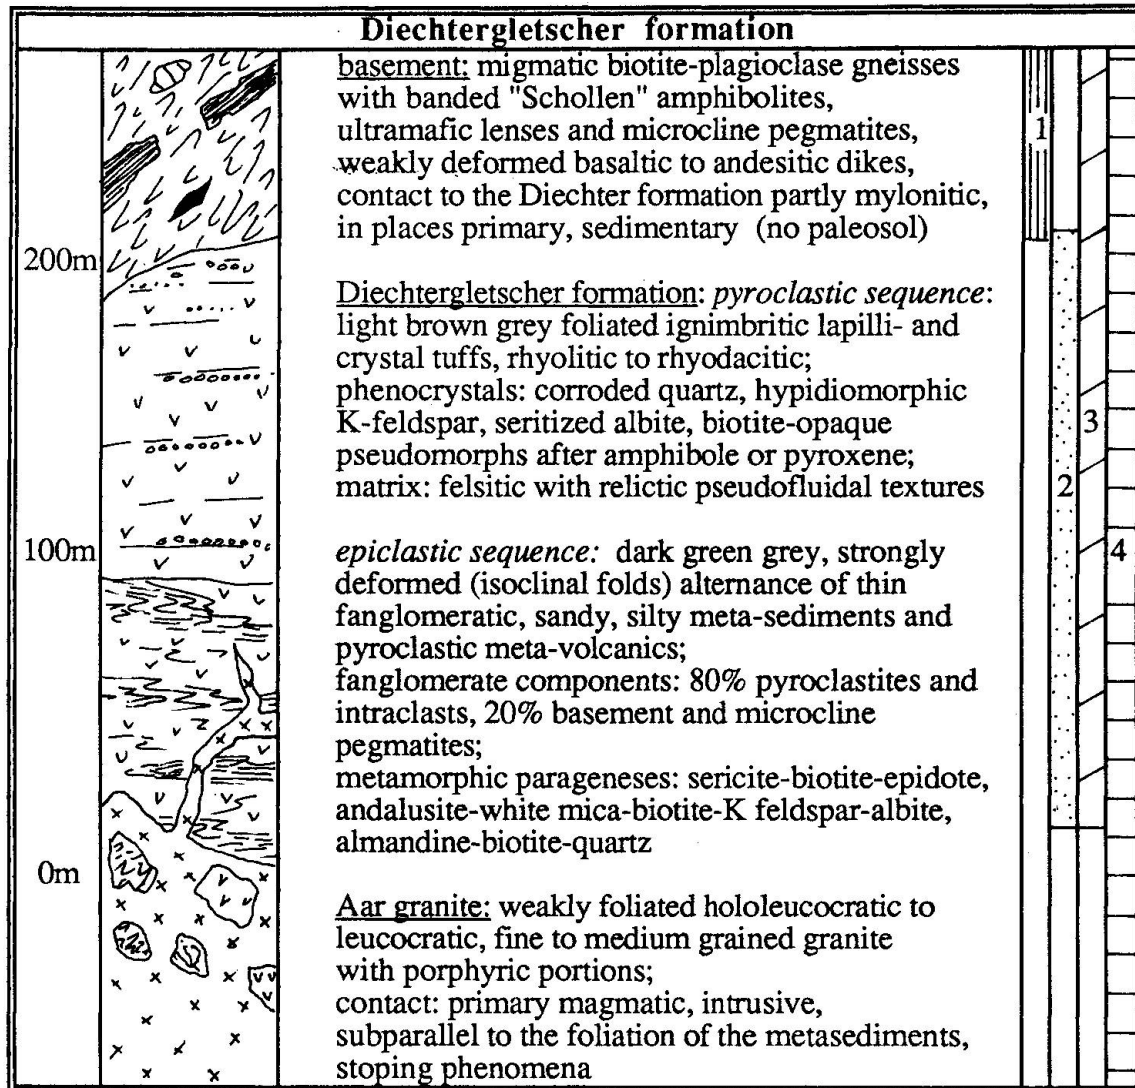 Diechtergletscher formation
basement: migmatic biotite-plagioclase gneisses
with banded "Schollen" amphibolites,
ultramafic lenses and microcline pegmatites,
weakly deformed basaltic to andesitic dikes,
contact to the Diechter formation partly mylonitic,
in places primary, sedimentary (no paleosol)
200m
Diechtergletscher formation: pyroclastic sequence:
light brown grey foliated ignimbritic lapilli- and
crystal tuffs, rhyolitic to rhyodacitic;
phenocrystals: corroded quartz, hypidiomorphic
K-feldspar, seritized albite, biotite-opaque
pseudomorphs after amphibole or pyroxene;
matrix: felsitic with relictic pseudofluidal textures
100m
epiclastic sequence: dark green grey, strongly
deformed (isoclinal folds) alternance of thin
fanglomeratic, sandy, silty meta-sediments and
pyroclastic meta-volcanics;
fanglomerate components: 80% pyroclastites and
intraclasts, 20% basement and microcline
pegmatites;
metamorphic parageneses: sericite-biotite-epidote,
andalusite-white mica-biotite-K feldspar-albite,
almandine-biotite-quartz
0m
Aar granite: weakly foliated hololeucocratic to
leucocratic, fine to medium grained granite
with porphyric portions;
contact: primary magmatic, intrusive,
subparallel to the foliation of the metasediments,
stoping phenomena
1
2
3
4